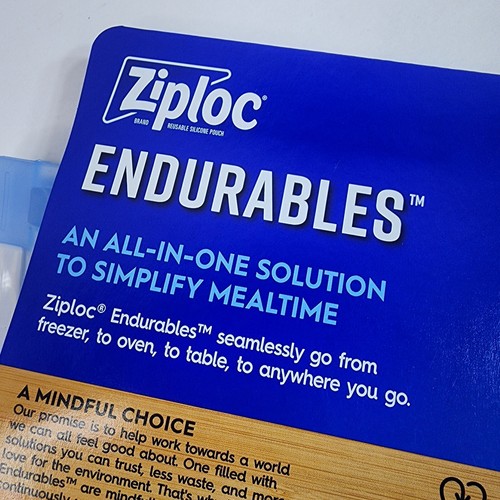 Ziploc®
BRAND REUSABLE SILICONE POUCH
ENDURABLES™
AN ALL-IN-ONE SOLUTION
TO SIMPLIFY MEALTIME
Ziploc® Endurables™ seamlessly go from
freezer, to oven, to table, to anywhere you go.
A MINDFUL CHOICE
Our promise is to help work towards a world
we can all feel good about. One filled with
solutions you can trust, less waste, and more
love for the environment. That's
Endurables™ are
continuously